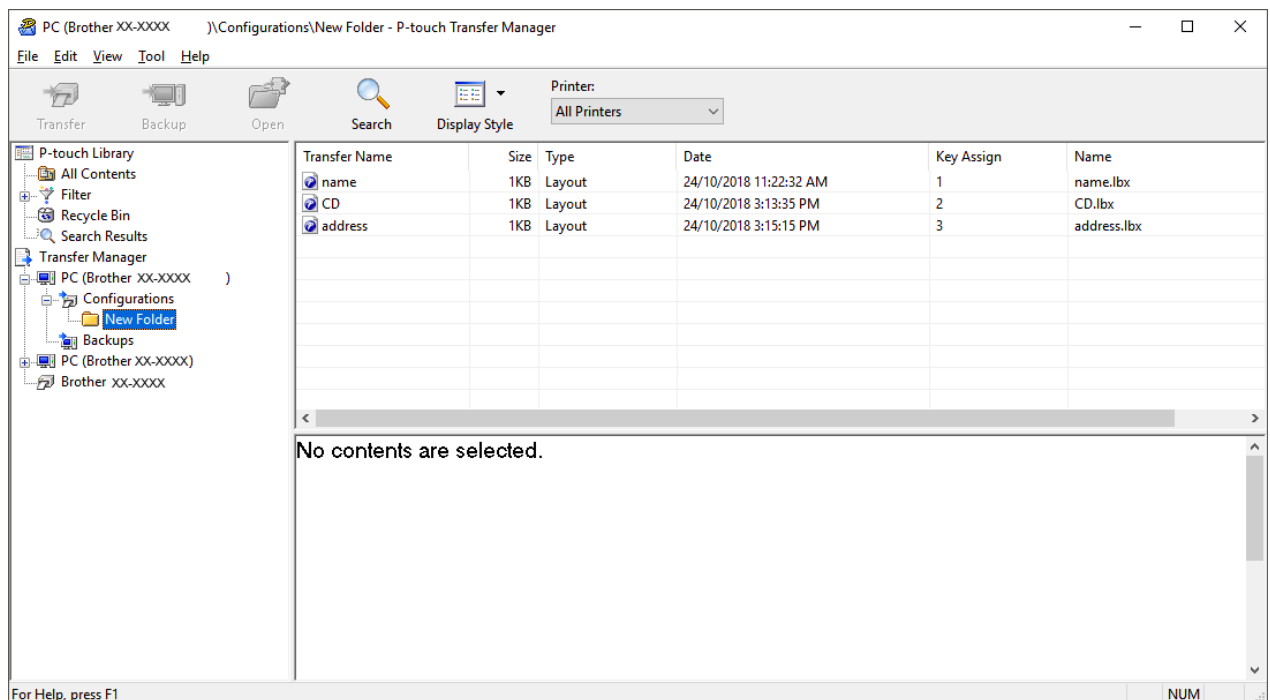 PC (Brother XX-XXXX )\Configurations\New Folder - P-touch Transfer Manager
File Edit View Tool Help
Transfer Backup Open Search Display Style
Printer:
All Printers
P-touch Library
All Contents
Filter
Recycle Bin
Search Results
Transfer Manager
PC (Brother XX-XXXX )
Configurations
New Folder
Backups
PC (Brother XX-XXXX)
Brother XX-XXXX
Transfer Name Size Type Date Key Assign Name
name 1KB Layout 24/10/2018 11:22:32 AM 1 name.lbx
CD 1KB Layout 24/10/2018 3:13:35 PM 2 CD.lbx
address 1KB Layout 24/10/2018 3:15:15 PM 3 address.lbx
No contents are selected.
For Help, press F1
NUM